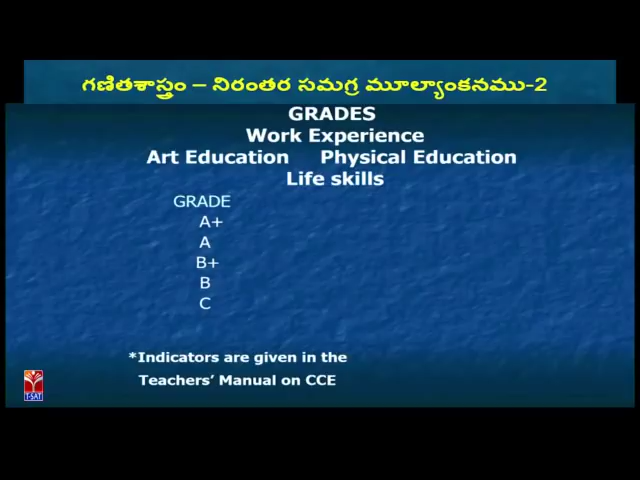 గణితశాస్త్రం – నిరంతర సమగ్ర మూల్యాంకనము-2
GRADES
Work Experience
Art Education Physical Education
Life skills
GRADE
A+
A
B+
B
C
*Indicators are given in the
Teachers’ Manual on CCE
T-SAT